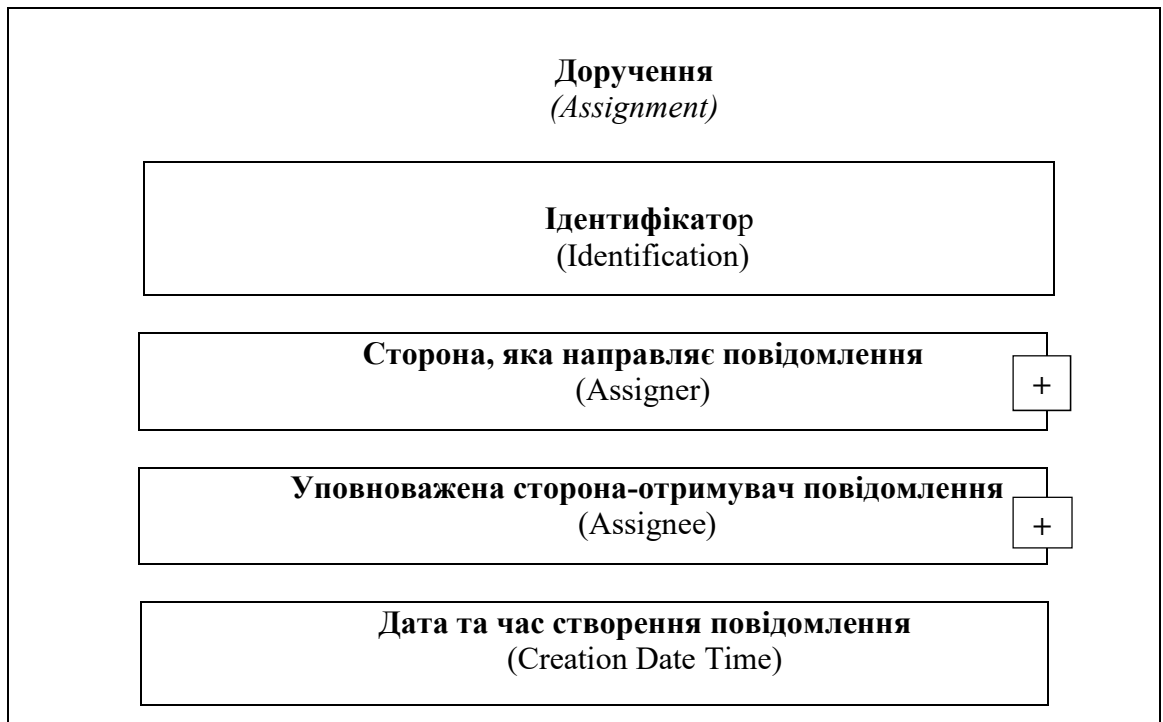 Доручення
(Assignment)
Ідентифікатор
(Identification)
Сторона, яка направляє повідомлення
(Assigner)
+
Уповноважена сторона-отримувач повідомлення
(Assignee)
+
Дата та час створення повідомлення
(Creation Date Time)